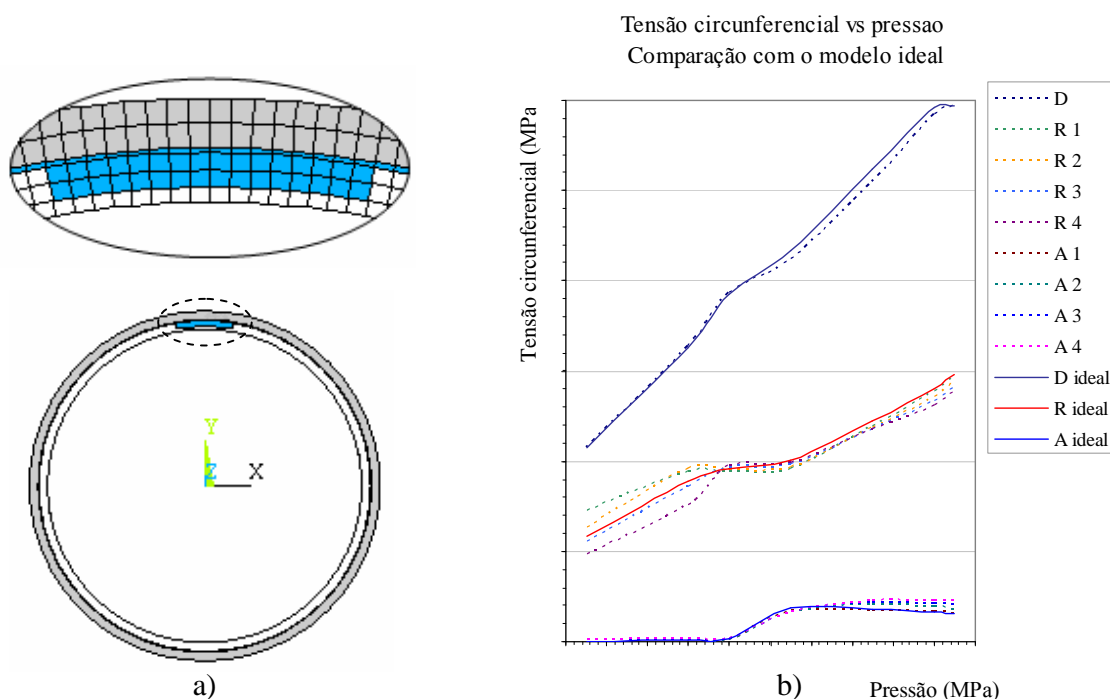 Tensão circunferencial vs pressao
Comparação com o modelo ideal
Tensão circunferencial (MPa
D
R 1
R 2
R 3
R 4
A 1
A 2
A 3
A 4
D ideal
R ideal
A ideal
Y
Z
X
a)
b)
Pressão (MPa)